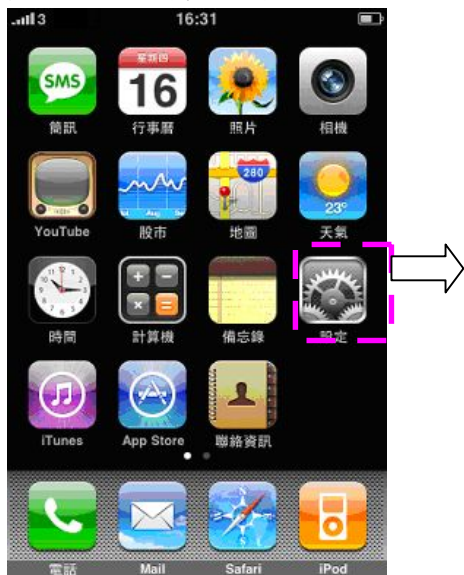 3 16:31
SMS 星期四 16
簡訊 行事曆 照片 相機
280 23°
YouTube 股市 地圖 天氣
時間 計算機 備忘錄 設定
iTunes App Store 聯絡資訊
電話 Mail Safari iPod